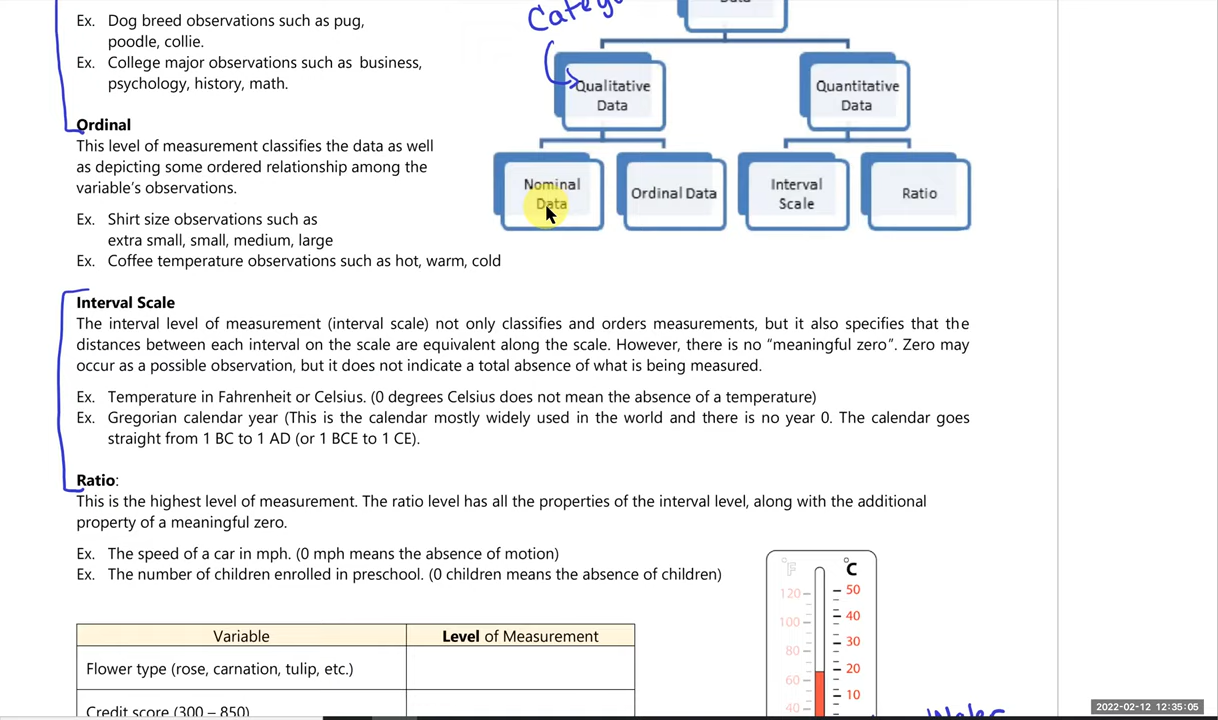 Ex. Dog breed observations such as pug,
poodle, collie.
Ex. College major observations such as business,
psychology, history, math.
Ordinal
This level of measurement classifies the data as well
as depicting some ordered relationship among the
variable's observations.
Ex. Shirt size observations such as
extra small, small, medium, large
Ex. Coffee temperature observations such as hot, warm, cold
Data
Qualitative
Data
Quantitative
Data
Nominal
Data
Ordinal Data
Interval
Scale
Ratio
Interval Scale
The interval level of measurement (interval scale) not only classifies and orders measurements, but it also specifies that the
distances between each interval on the scale are equivalent along the scale. However, there is no “meaningful zero”. Zero may
occur as a possible observation, but it does not indicate a total absence of what is being measured.
Ex. Temperature in Fahrenheit or Celsius. (0 degrees Celsius does not mean the absence of a temperature)
Ex. Gregorian calendar year (This is the calendar mostly widely used in the world and there is no year 0. The calendar goes
straight from 1 BC to 1 AD (or 1 BCE to 1 CE).
Ratio:
This is the highest level of measurement. The ratio level has all the properties of the interval level, along with the additional
property of a meaningful zero.
Ex. The speed of a car in mph. (0 mph means the absence of motion)
Ex. The number of children enrolled in preschool. (0 children means the absence of children)
Variable Level of Measurement
Flower type (rose, carnation, tulip, etc.)
Credit score (300 – 850)
°F °C
120 50
100 40
30
80 20
60 10
40
Water
2022-02-12 12:35:05